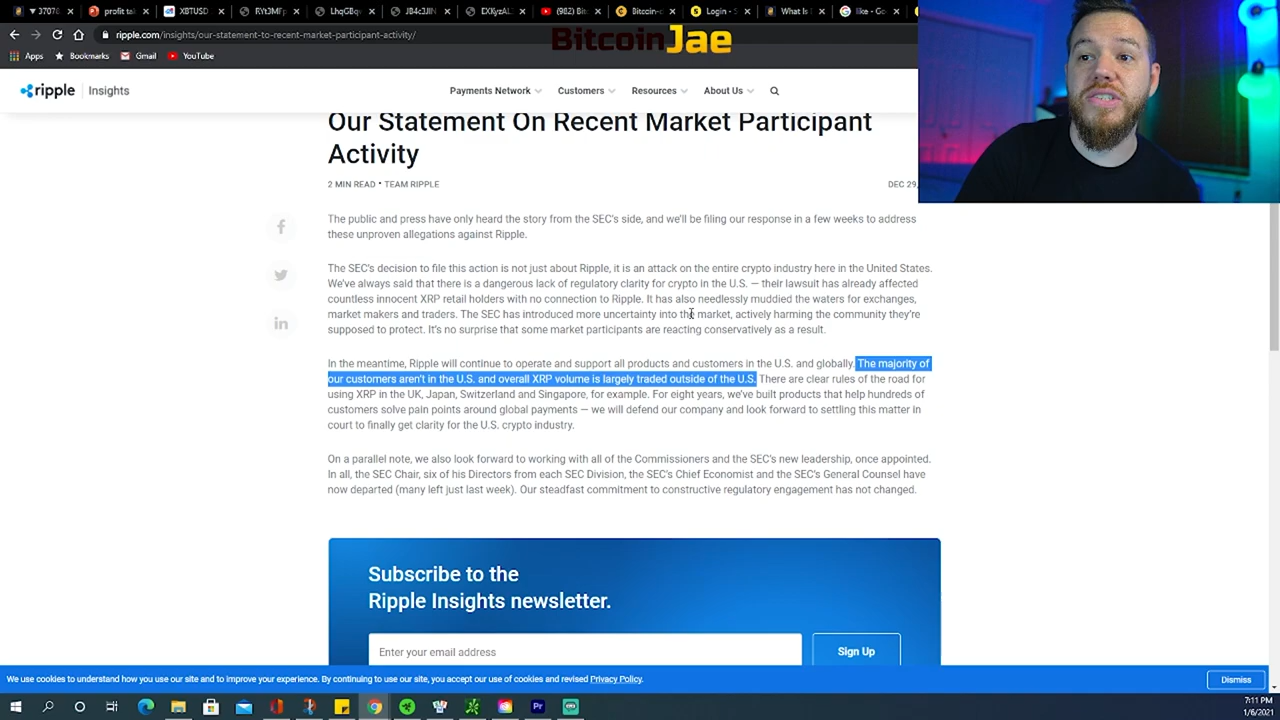 37078
profit tak
XBTUSD
RYtJMFp
LhqGBqv
JB4cJJIN
EXKyzAL
(982) Bit
Bitcoin-c
Login - S
What Is
like - Go
ripple.com/insights/our-statement-to-recent-market-participant-activity/
BitcoinJae
Apps Bookmarks Gmail YouTube
ripple Insights Payments Network Customers Resources About Us
Our Statement On Recent Market Participant
Activity
2 MIN READ • TEAM RIPPLE DEC 29,
The public and press have only heard the story from the SEC's side, and we'll be filing our response in a few weeks to address
these unproven allegations against Ripple.
The SEC's decision to file this action is not just about Ripple, it is an attack on the entire crypto industry here in the United States.
We've always said that there is a dangerous lack of regulatory clarity for crypto in the U.S. — their lawsuit has already affected
countless innocent XRP retail holders with no connection to Ripple. It has also needlessly muddied the waters for exchanges,
market makers and traders. The SEC has introduced more uncertainty into the market, actively harming the community they're
supposed to protect. It's no surprise that some market participants are reacting conservatively as a result.
In the meantime, Ripple will continue to operate and support all products and customers in the U.S. and globally. The majority of
our customers aren't in the U.S. and overall XRP volume is largely traded outside of the U.S. There are clear rules of the road for
using XRP in the UK, Japan, Switzerland and Singapore, for example. For eight years, we've built products that help hundreds of
customers solve pain points around global payments — we will defend our company and look forward to settling this matter in
court to finally get clarity for the U.S. crypto industry.
On a parallel note, we also look forward to working with all of the Commissioners and the SEC's new leadership, once appointed.
In all, the SEC Chair, six of his Directors from each SEC Division, the SEC's Chief Economist and the SEC's General Counsel have
now departed (many left just last week). Our steadfast commitment to constructive regulatory engagement has not changed.
Subscribe to the
Ripple Insights newsletter.
Enter your email address Sign Up
We use cookies to understand how you use our site and to improve your experience. By continuing to use our site, you accept our use of cookies and revised Privacy Policy. Dismiss
7:11 PM
1/6/2021